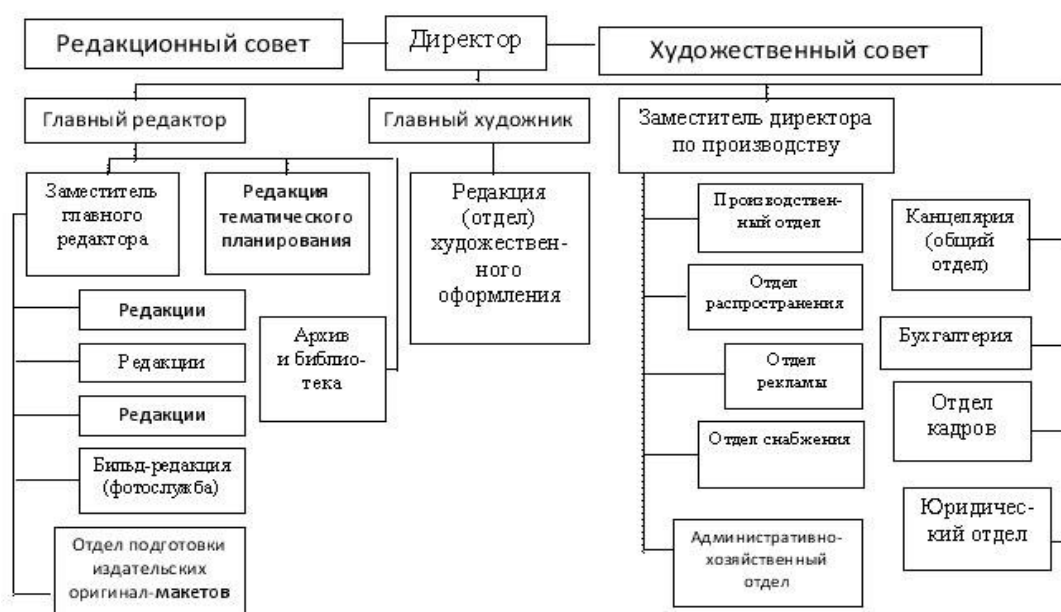 Редакционный совет
Директор
Художественный совет
Главный редактор
Главный художник
Заместитель директора
по производству
Заместитель
главного
редактора
Редакция
тематического
планирования
Редакция
(отдел)
художествен-
ного
оформления
Производствен-
ный отдел
Канцелярия
(общий
отдел)
Отдел
распространения
Редакции
Архив
и библио-
тека
Бухгалтерия
Редакции
Отдел
рекламы
Отдел
кадров
Редакции
Отдел снабжения
Бильд-редакция
(фотослужба)
Юридичес-
кий отдел
Отдел подготовки
издательских
оригинал-макетов
Административно-
хозяйственный
отдел